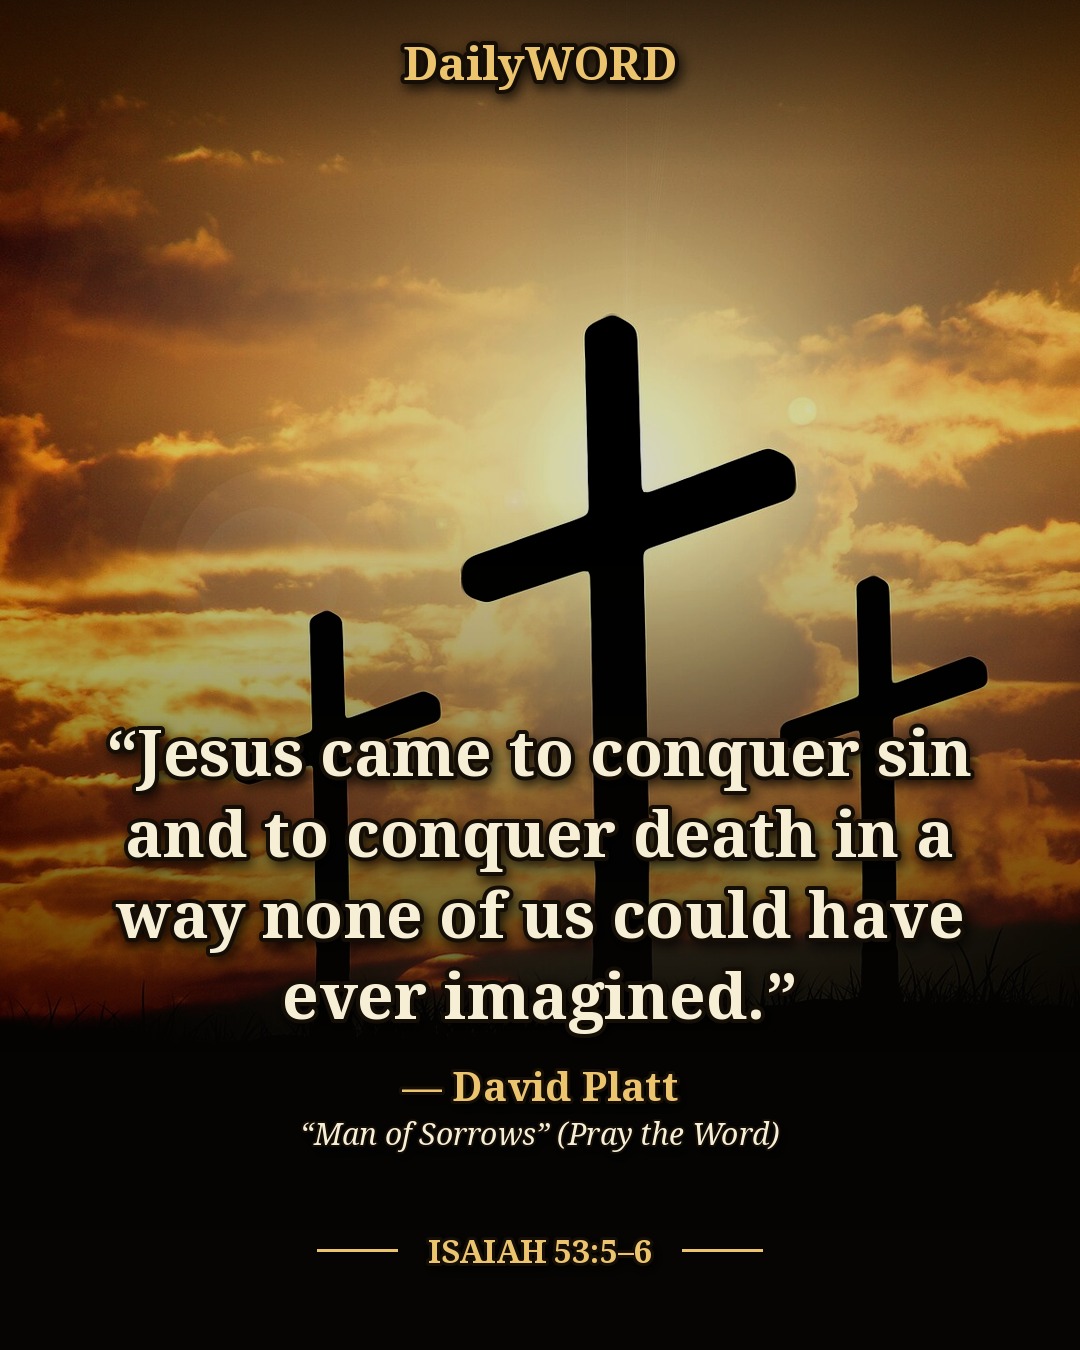 DailyWORD
“Jesus came to conquer sin
and to conquer death in a
way none of us could have
ever imagined.”
— David Platt
“Man of Sorrows” (Pray the Word)
ISAIAH 53:5–6